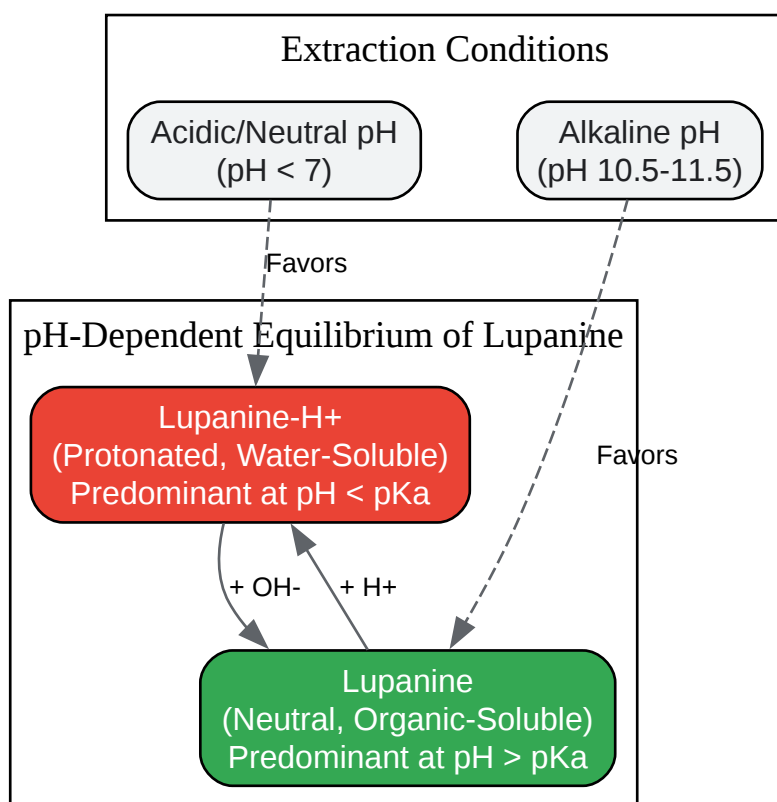 Extraction Conditions
Acidic/Neutral pH
(pH < 7)
Alkaline pH
(pH 10.5-11.5)
Favors
pH-Dependent Equilibrium of Lupanine
Lupanine-H+
(Protonated, Water-Soluble)
Predominant at pH < pKa
Favors
+ OH-
+ H+
Lupanine
(Neutral, Organic-Soluble)
Predominant at pH > pKa